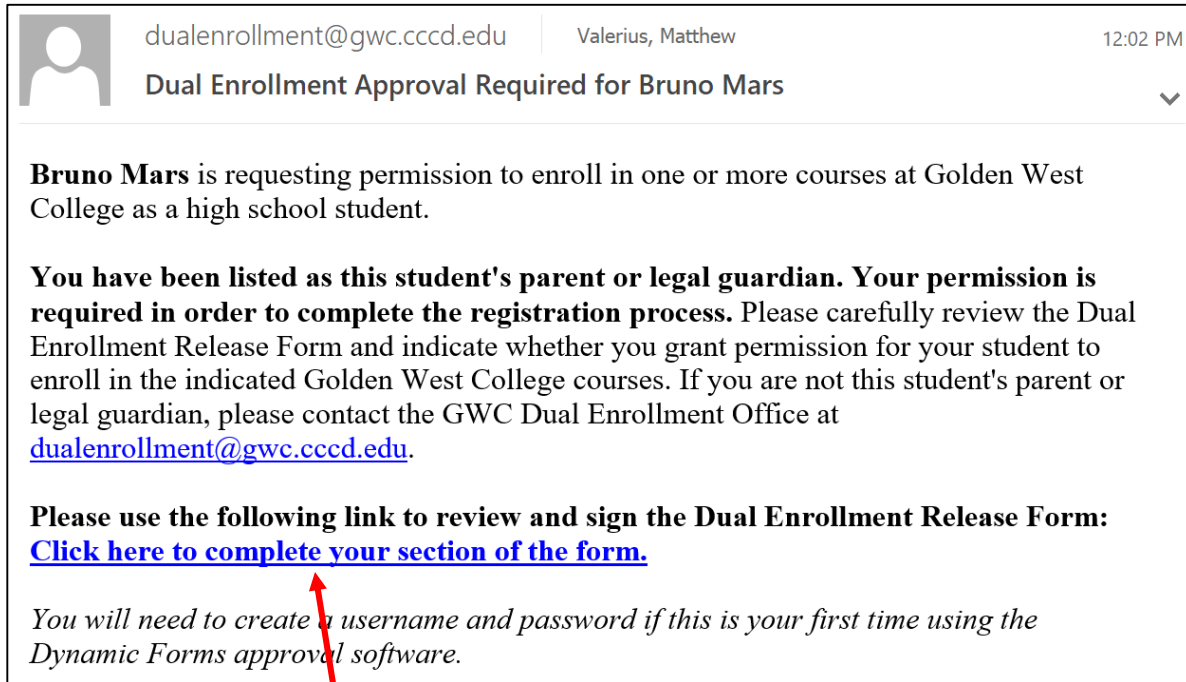 dualenrollment@gwc.cccd.edu Valerius, Matthew 12:02 PM
Dual Enrollment Approval Required for Bruno Mars
Bruno Mars is requesting permission to enroll in one or more courses at Golden West
College as a high school student.
You have been listed as this student's parent or legal guardian. Your permission is
required in order to complete the registration process. Please carefully review the Dual
Enrollment Release Form and indicate whether you grant permission for your student to
enroll in the indicated Golden West College courses. If you are not this student's parent or
legal guardian, please contact the GWC Dual Enrollment Office at
dualenrollment@gwc.cccd.edu.
Please use the following link to review and sign the Dual Enrollment Release Form:
Click here to complete your section of the form.
You will need to create a username and password if this is your first time using the
Dynamic Forms approval software.